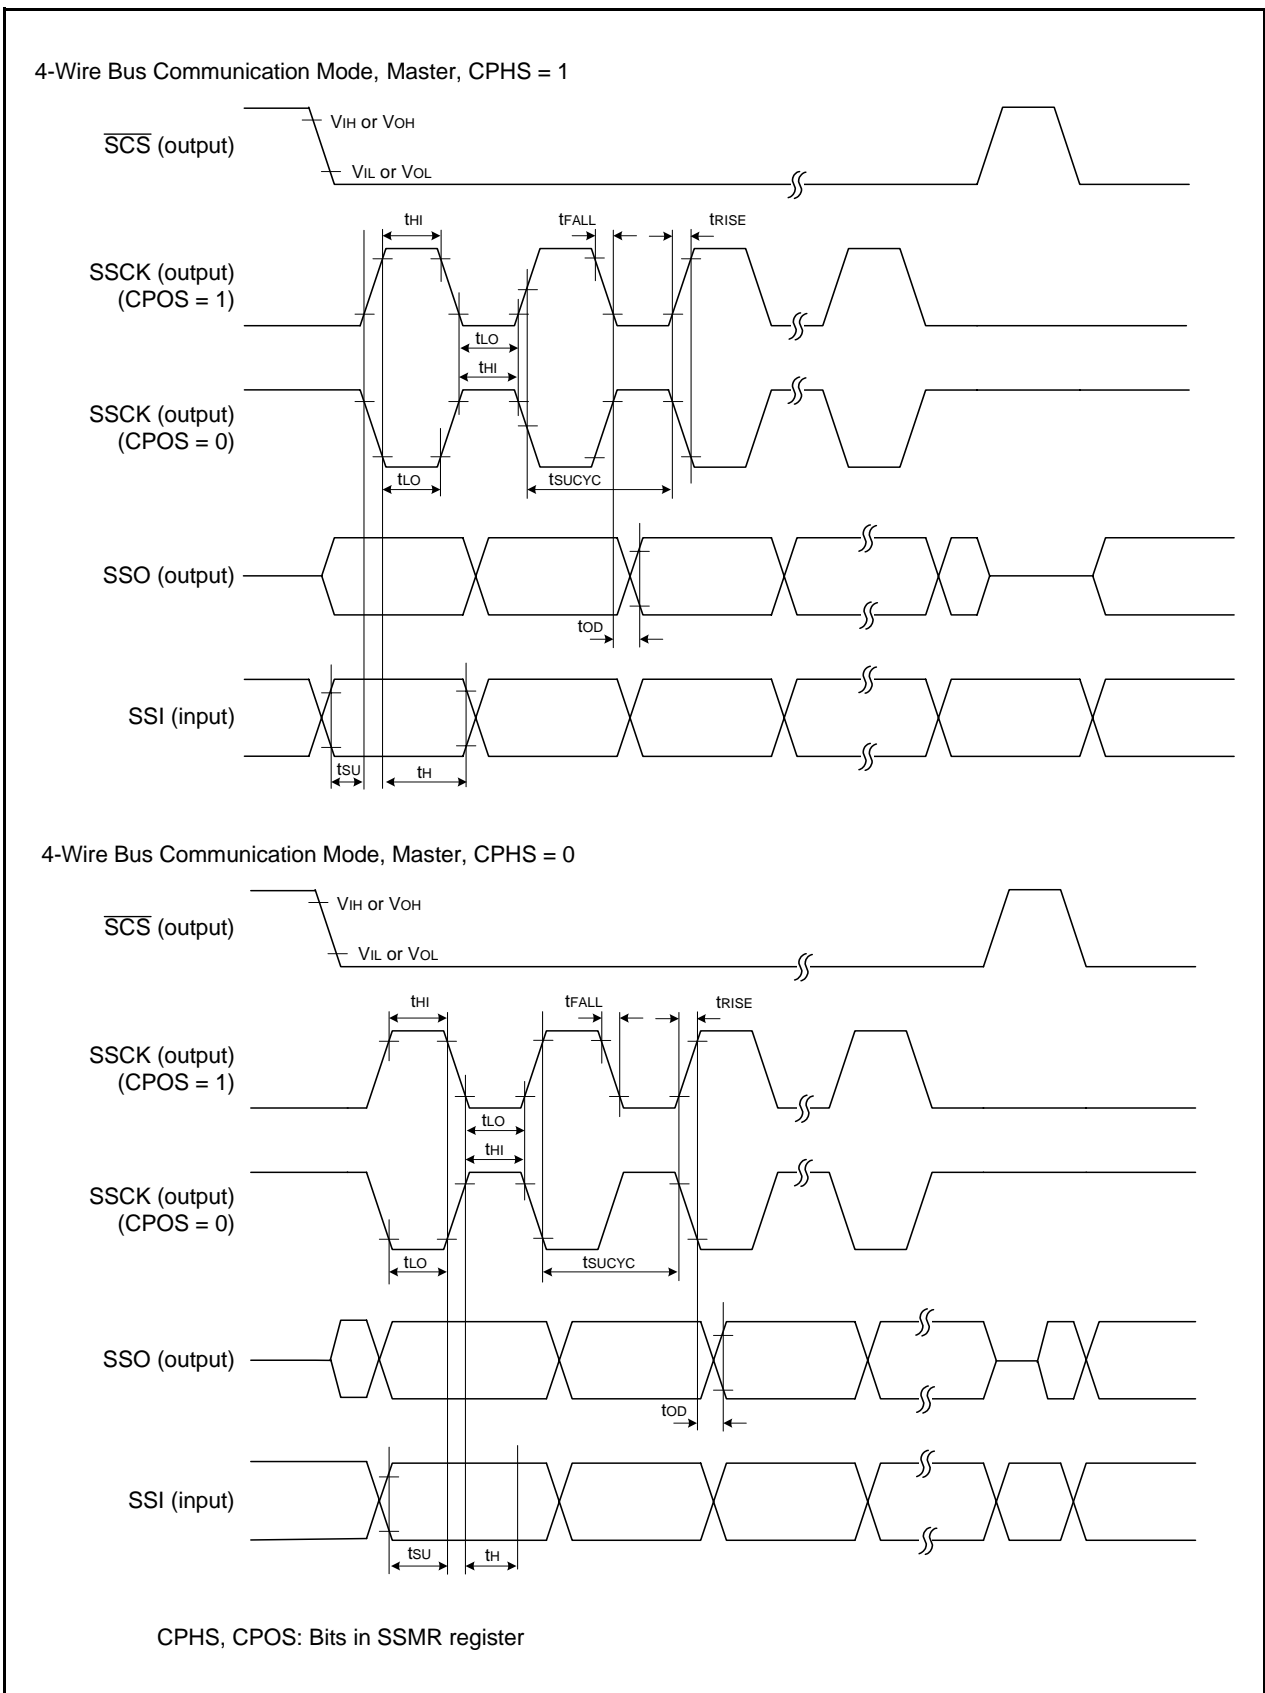 4-Wire Bus Communication Mode, Master, CPHS = 1
SCS (output)
VIH or VOH
VIL or VOL
tHI
tFALL
tRISE
SSCK (output)
(CPOS = 1)
tLO
tHI
SSCK (output)
(CPOS = 0)
tLO
tSUCYC
SSO (output)
tOD
SSI (input)
tSU
tH
4-Wire Bus Communication Mode, Master, CPHS = 0
SCS (output)
VIH or VOH
VIL or VOL
tHI
tFALL
tRISE
SSCK (output)
(CPOS = 1)
tLO
tHI
SSCK (output)
(CPOS = 0)
tLO
tSUCYC
SSO (output)
tOD
SSI (input)
tSU
tH
CPHS, CPOS: Bits in SSMR register